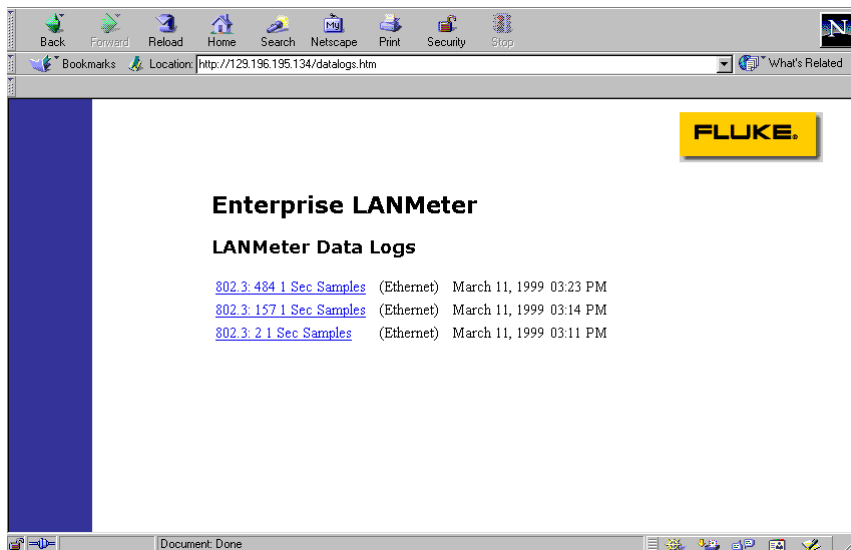 Back Forward Reload Home Search Netscape Print Security Stop
My
N
Bookmarks Location: http://129.196.195.134/datalogs.htm What's Related
FLUKE®
Enterprise LANMeter
LANMeter Data Logs
802.3: 484 1 Sec Samples (Ethernet) March 11, 1999 03:23 PM
802.3: 157 1 Sec Samples (Ethernet) March 11, 1999 03:14 PM
802.3: 2 1 Sec Samples (Ethernet) March 11, 1999 03:11 PM
Document: Done